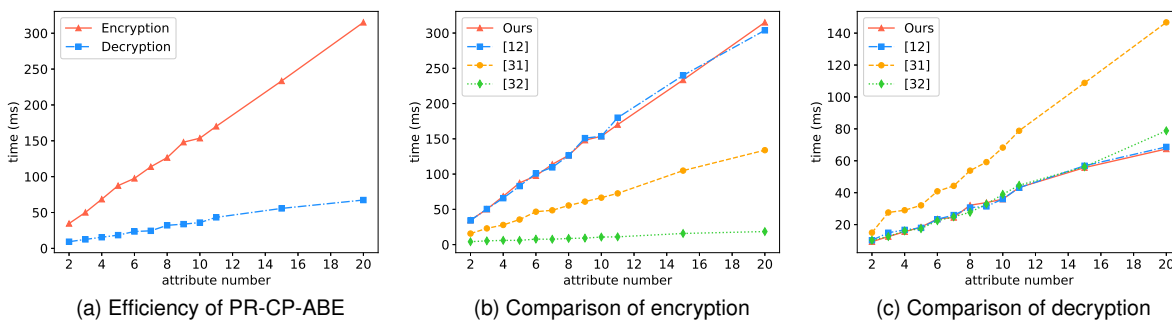 Encryption
Decryption
time (ms)
300
250
200
150
100
50
0
2 4 6 8 10 12 14 16 18 20
attribute number
(a) Efficiency of PR-CP-ABE
Ours
[12]
[31]
[32]
time (ms)
300
250
200
150
100
50
0
2 4 6 8 10 12 14 16 18 20
attribute number
(b) Comparison of encryption
Ours
[12]
[31]
[32]
time (ms)
140
120
100
80
60
40
20
2 4 6 8 10 12 14 16 18 20
attribute number
(c) Comparison of decryption